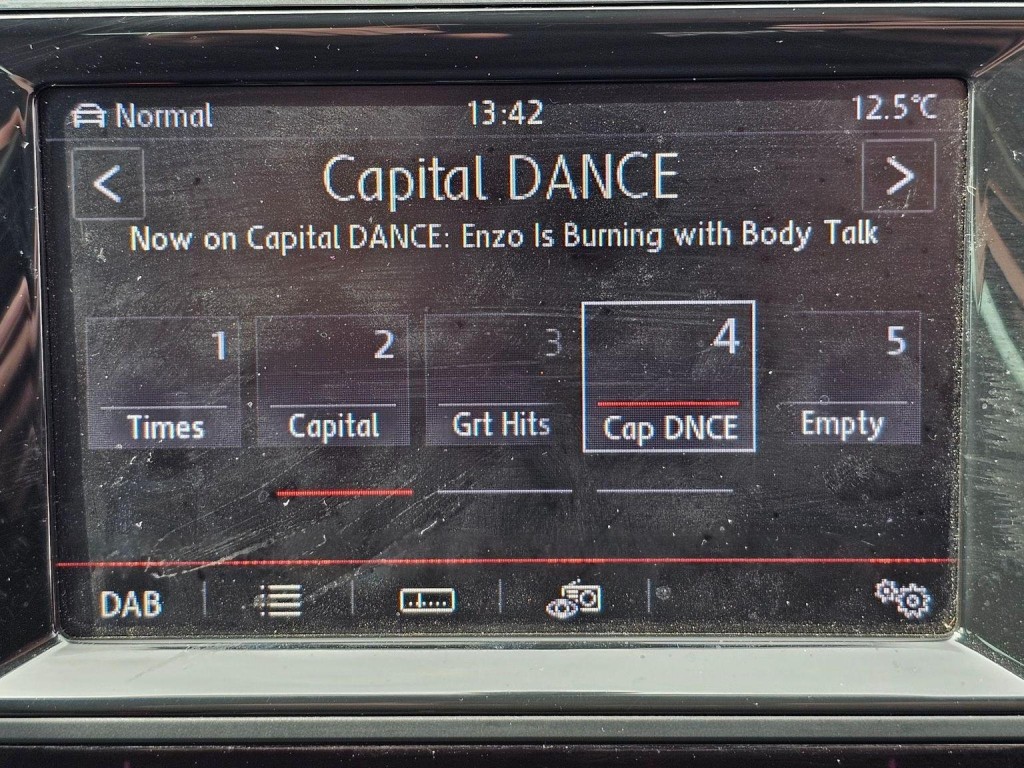 Normal 13:42 12.5°C
< Capital DANCE >
Now on Capital DANCE: Enzo Is Burning with Body Talk
1 2 3 4 5
Times Capital Grt Hits Cap DNCE Empty
DAB